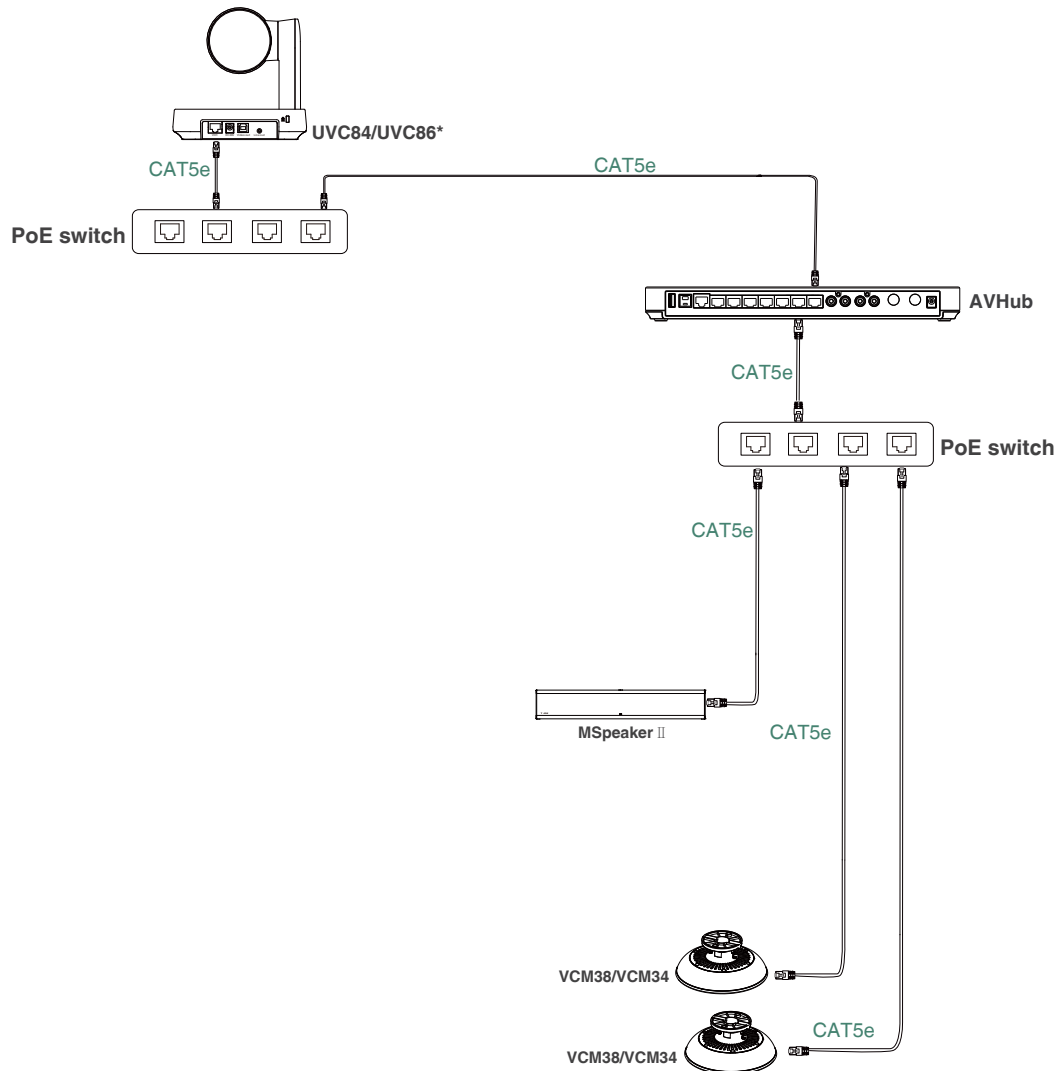 UVC84/UVC86*
CAT5e
CAT5e
PoE switch
AVHub
CAT5e
PoE switch
CAT5e
MSpeaker Ⅱ
CAT5e
VCM38/VCM34
CAT5e
VCM38/VCM34